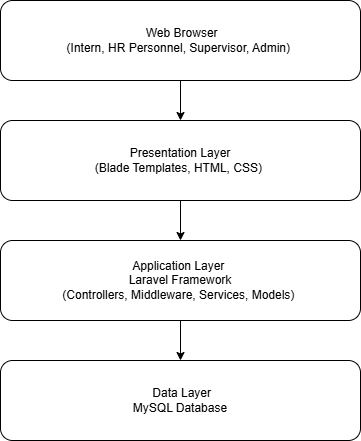 Web Browser
(Intern, HR Personnel, Supervisor, Admin)
Presentation Layer
(Blade Templates, HTML, CSS)
Application Layer
Laravel Framework
(Controllers, Middleware, Services, Models)
Data Layer
MySQL Database